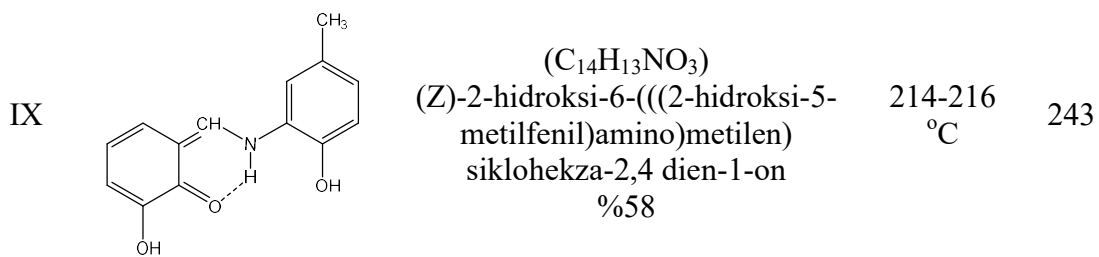 IX
CH₃
CH
N
H
O
OH
OH
(C₁₄H₁₃NO₃)
(Z)-2-hidroksi-6-(((2-hidroksi-5-
metilfenil)amino)metilen)
siklohekza-2,4 dien-1-on
%58
214-216
°C
243